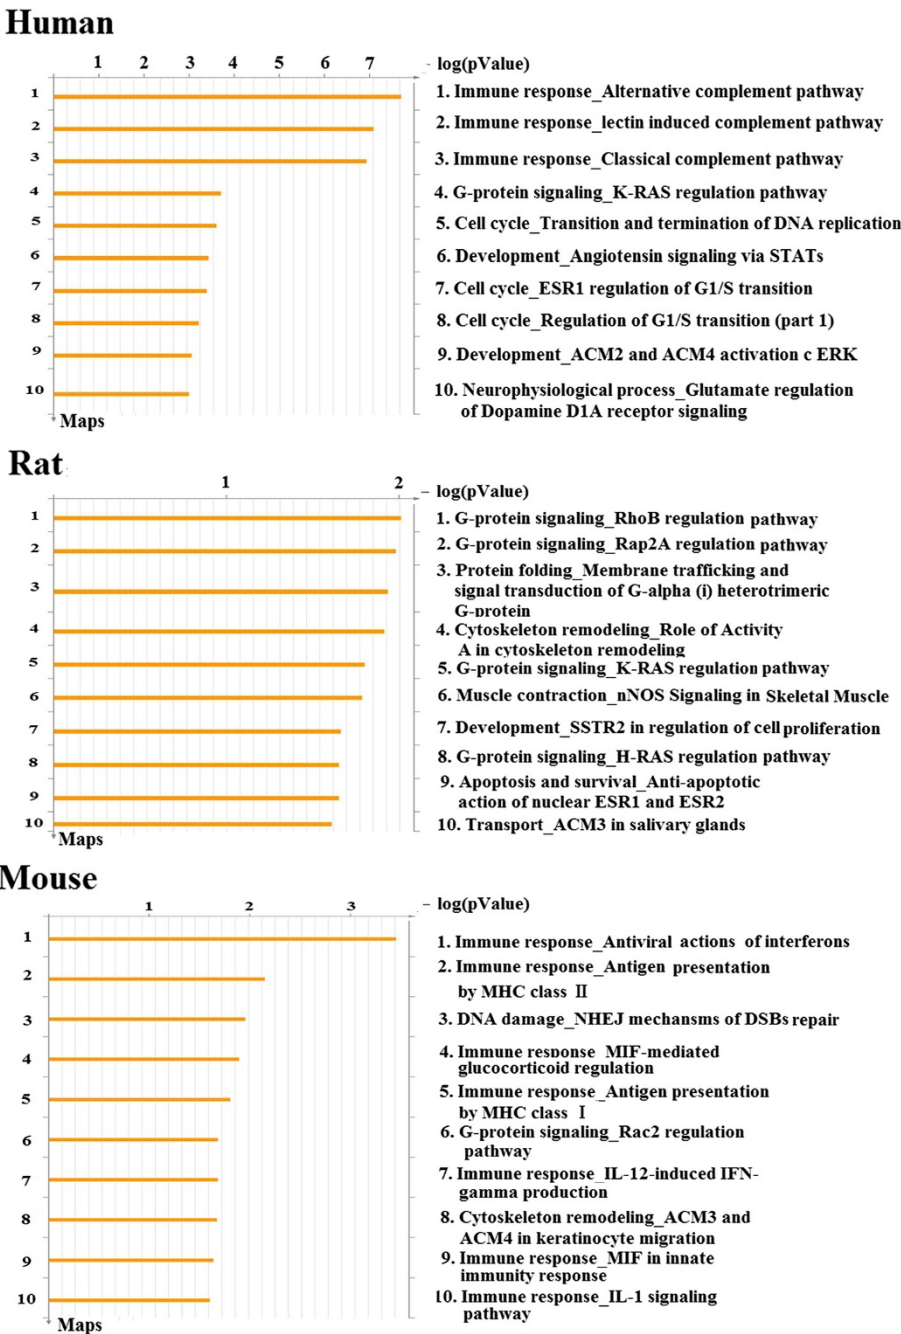 Human
1 2 3 4 5 6 7 - log(pValue)
1 1. Immune response_Alternative complement pathway
2 2. Immune response_lectin induced complement pathway
3 3. Immune response_Classical complement pathway
4 4. G-protein signaling_K-RAS regulation pathway
5 5. Cell cycle_Transition and termination of DNA replication
6 6. Development_Angiotensin signaling via STATs
7 7. Cell cycle_ESR1 regulation of G1/S transition
8 8. Cell cycle_Regulation of G1/S transition (part 1)
9 9. Development_ACM2 and ACM4 activation c ERK
10 10. Neurophysiological process_Glutamate regulation
of Dopamine D1A receptor signaling
Maps
Rat
1 2 - log(pValue)
1 1. G-protein signaling_RhoB regulation pathway
2 2. G-protein signaling_Rap2A regulation pathway
3 3. Protein folding_Membrane trafficking and
signal transduction of G-alpha (i) heterotrimeric
G-protein
4 4. Cytoskeleton remodeling_Role of Activity
A in cytoskeleton remodeling
5 5. G-protein signaling_K-RAS regulation pathway
6 6. Muscle contraction_nNOS Signaling in Skeletal Muscle
7 7. Development_SSTR2 in regulation of cell proliferation
8 8. G-protein signaling_H-RAS regulation pathway
9 9. Apoptosis and survival_Anti-apoptotic
action of nuclear ESR1 and ESR2
10 10. Transport_ACM3 in salivary glands
Maps
Mouse
1 2 3 - log(pValue)
1 1. Immune response_Antiviral actions of interferons
2 2. Immune response_Antigen presentation
by MHC class Ⅱ
3 3. DNA damage_NHEJ mechansms of DSBs repair
4 4. Immune response_MIF-mediated
glucocorticoid regulation
5 5. Immune response_Antigen presentation
by MHC class Ⅰ
6 6. G-protein signaling_Rac2 regulation
pathway
7 7. Immune response_IL-12-induced IFN-
gamma production
8 8. Cytoskeleton remodeling_ACM3 and
ACM4 in keratinocyte migration
9 9. Immune response_MIF in innate
immunity response
10 10. Immune response_IL-1 signaling
pathway
Maps